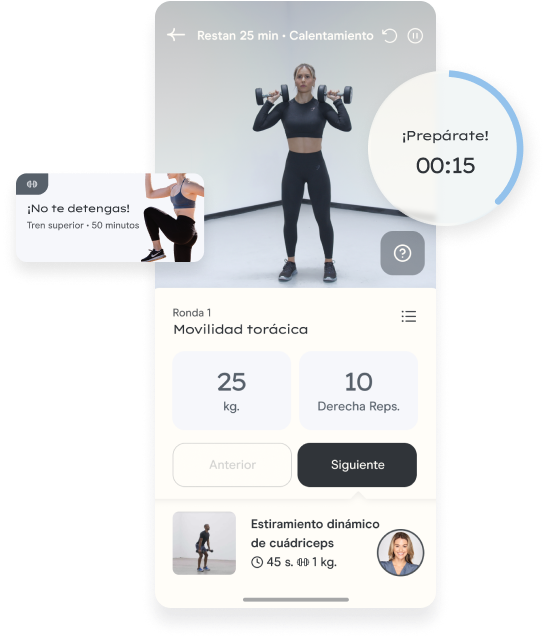 Restan 25 min • Calentamiento
¡Prepárate!
00:15
¡No te detengas!
Tren superior • 50 minutos
Ronda 1
Movilidad torácica
25
kg.
10
Derecha Reps.
Anterior
Siguiente
Estiramiento dinámico
de cuádriceps
45 s. 1 kg.